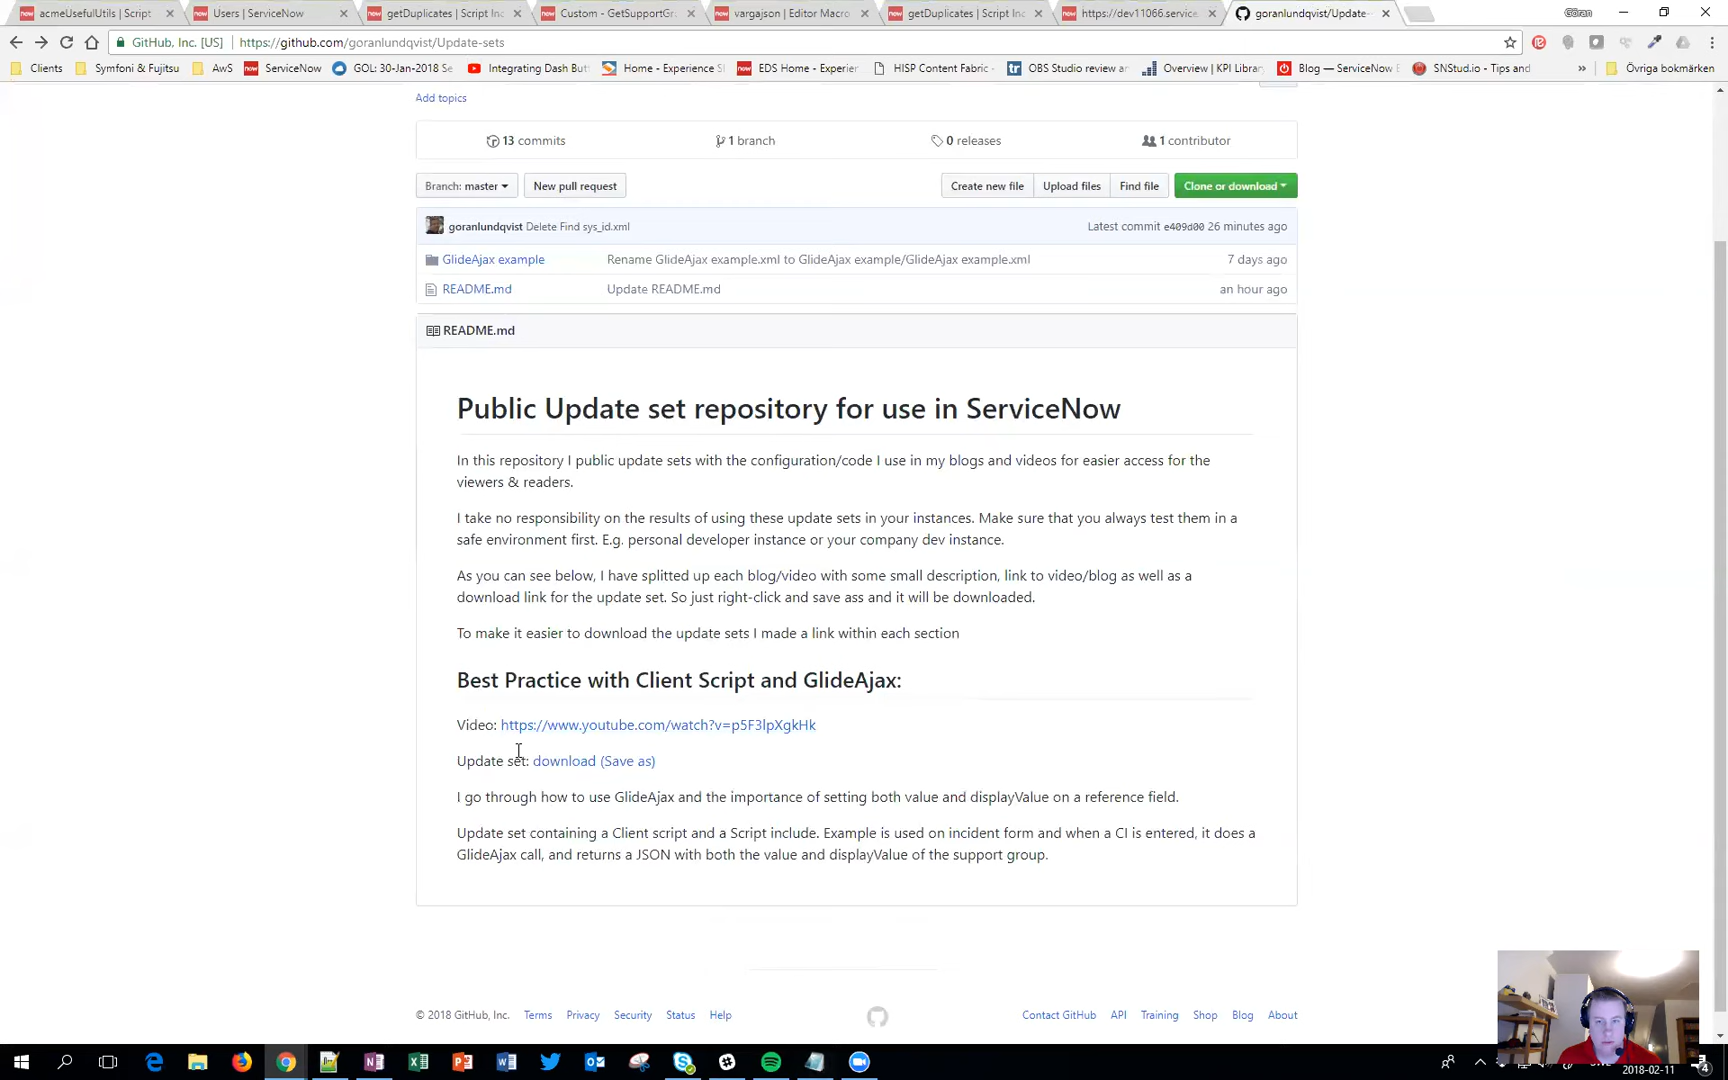 acmeUsefulUtils | Script
Users | ServiceNow
getDuplicates | Script Inc
Custom - GetSupportGr
vargajson | Editor Macro
getDuplicates | Script Inc
https://dev11066.service
goranlundqvist/Update-
Göran
GitHub, Inc. [US]
https://github.com/goranlundqvist/Update-sets
Clients
Symfoni & Fujitsu
AwS
ServiceNow
GOL: 30-Jan-2018 Se
Integrating Dash Butt
Home - Experience S
EDS Home - Experien
HISP Content Fabric -
OBS Studio review ar
Overview | KPI Library
Blog — ServiceNow E
SNStud.io - Tips and
»
Övriga bokmärken
Add topics
13 commits
1 branch
0 releases
1 contributor
Branch: master
New pull request
Create new file
Upload files
Find file
Clone or download
goranlundqvist Delete Find sys_id.xml
Latest commit e409d00 26 minutes ago
GlideAjax example
Rename GlideAjax example.xml to GlideAjax example/GlideAjax example.xml
7 days ago
README.md
Update README.md
an hour ago
README.md
Public Update set repository for use in ServiceNow
In this repository I public update sets with the configuration/code I use in my blogs and videos for easier access for the
viewers & readers.
I take no responsibility on the results of using these update sets in your instances. Make sure that you always test them in a
safe environment first. E.g. personal developer instance or your company dev instance.
As you can see below, I have splitted up each blog/video with some small description, link to video/blog as well as a
download link for the update set. So just right-click and save ass and it will be downloaded.
To make it easier to download the update sets I made a link within each section
Best Practice with Client Script and GlideAjax:
Video: https://www.youtube.com/watch?v=p5F3lpXgkHk
Update set: download (Save as)
I go through how to use GlideAjax and the importance of setting both value and displayValue on a reference field.
Update set containing a Client script and a Script include. Example is used on incident form and when a CI is entered, it does a
GlideAjax call, and returns a JSON with both the value and displayValue of the support group.
© 2018 GitHub, Inc.
Terms
Privacy
Security
Status
Help
Contact GitHub
API
Training
Shop
Blog
About
2018-02-11
4